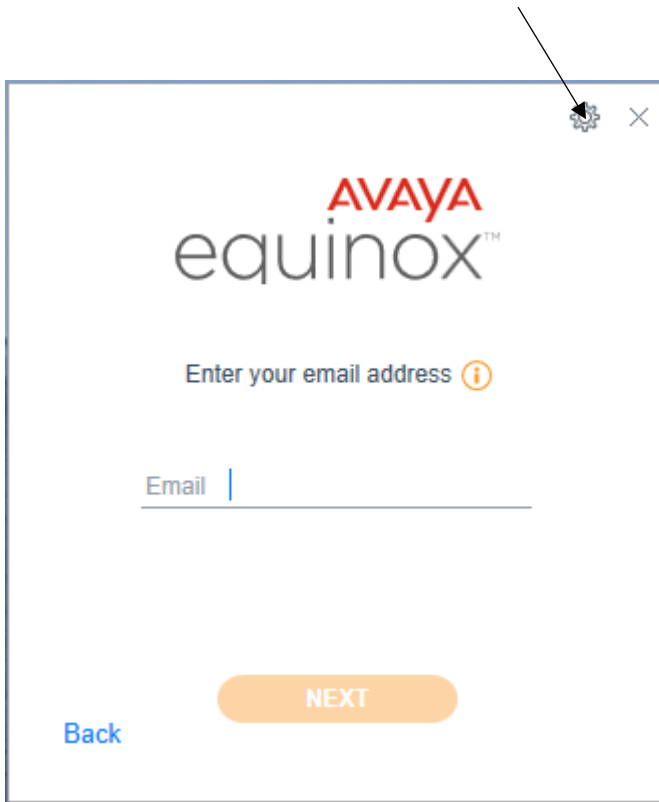 AVAYA
equinox™
Enter your email address
Email
NEXT
Back